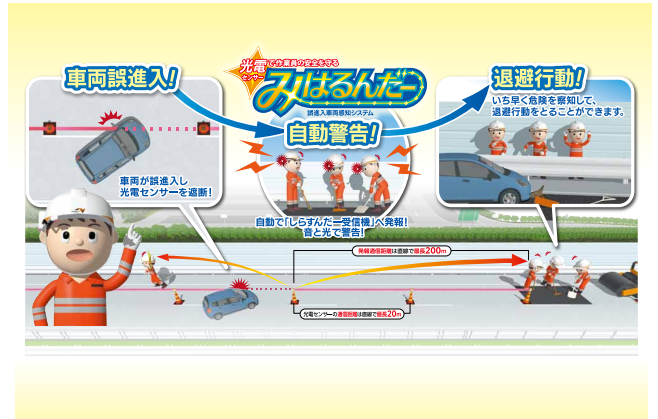 車両誤進入!
光電
センサー
で作業員の安全を守る
みはるんだー
誤進入車両感知システム
自動警告!
退避行動!
いち早く危険を察知して、
退避行動をとることができます。
車両が誤進入し
光電センサーを遮断!
自動で「しらすんだー受信機」へ発報!
音と光で警告!
発報通信距離は直線で最長200m
光電センサーの通信距離は直線で最長20m